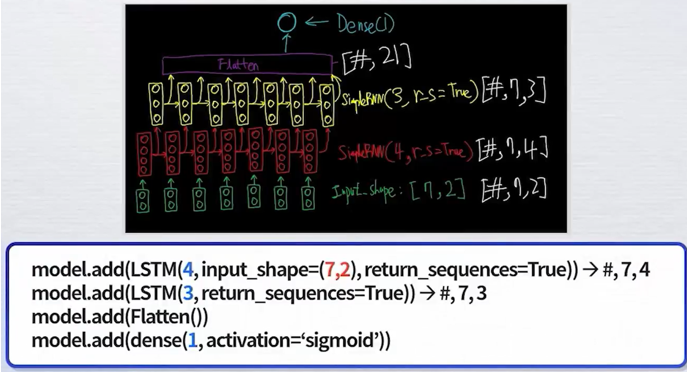 Dense(1)
Flatten
[#, 21]
SimpleRNN(3, r-s=True) [#, 7, 3]
SimpleRNN(4, r-s=True) [#, 7, 4]
Input_shape: [7, 2] [#, 7, 2]
model.add(LSTM(4, input_shape=(7,2), return_sequences=True)) → #, 7, 4
model.add(LSTM(3, return_sequences=True)) → #, 7, 3
model.add(Flatten())
model.add(dense(1, activation=‘sigmoid’))